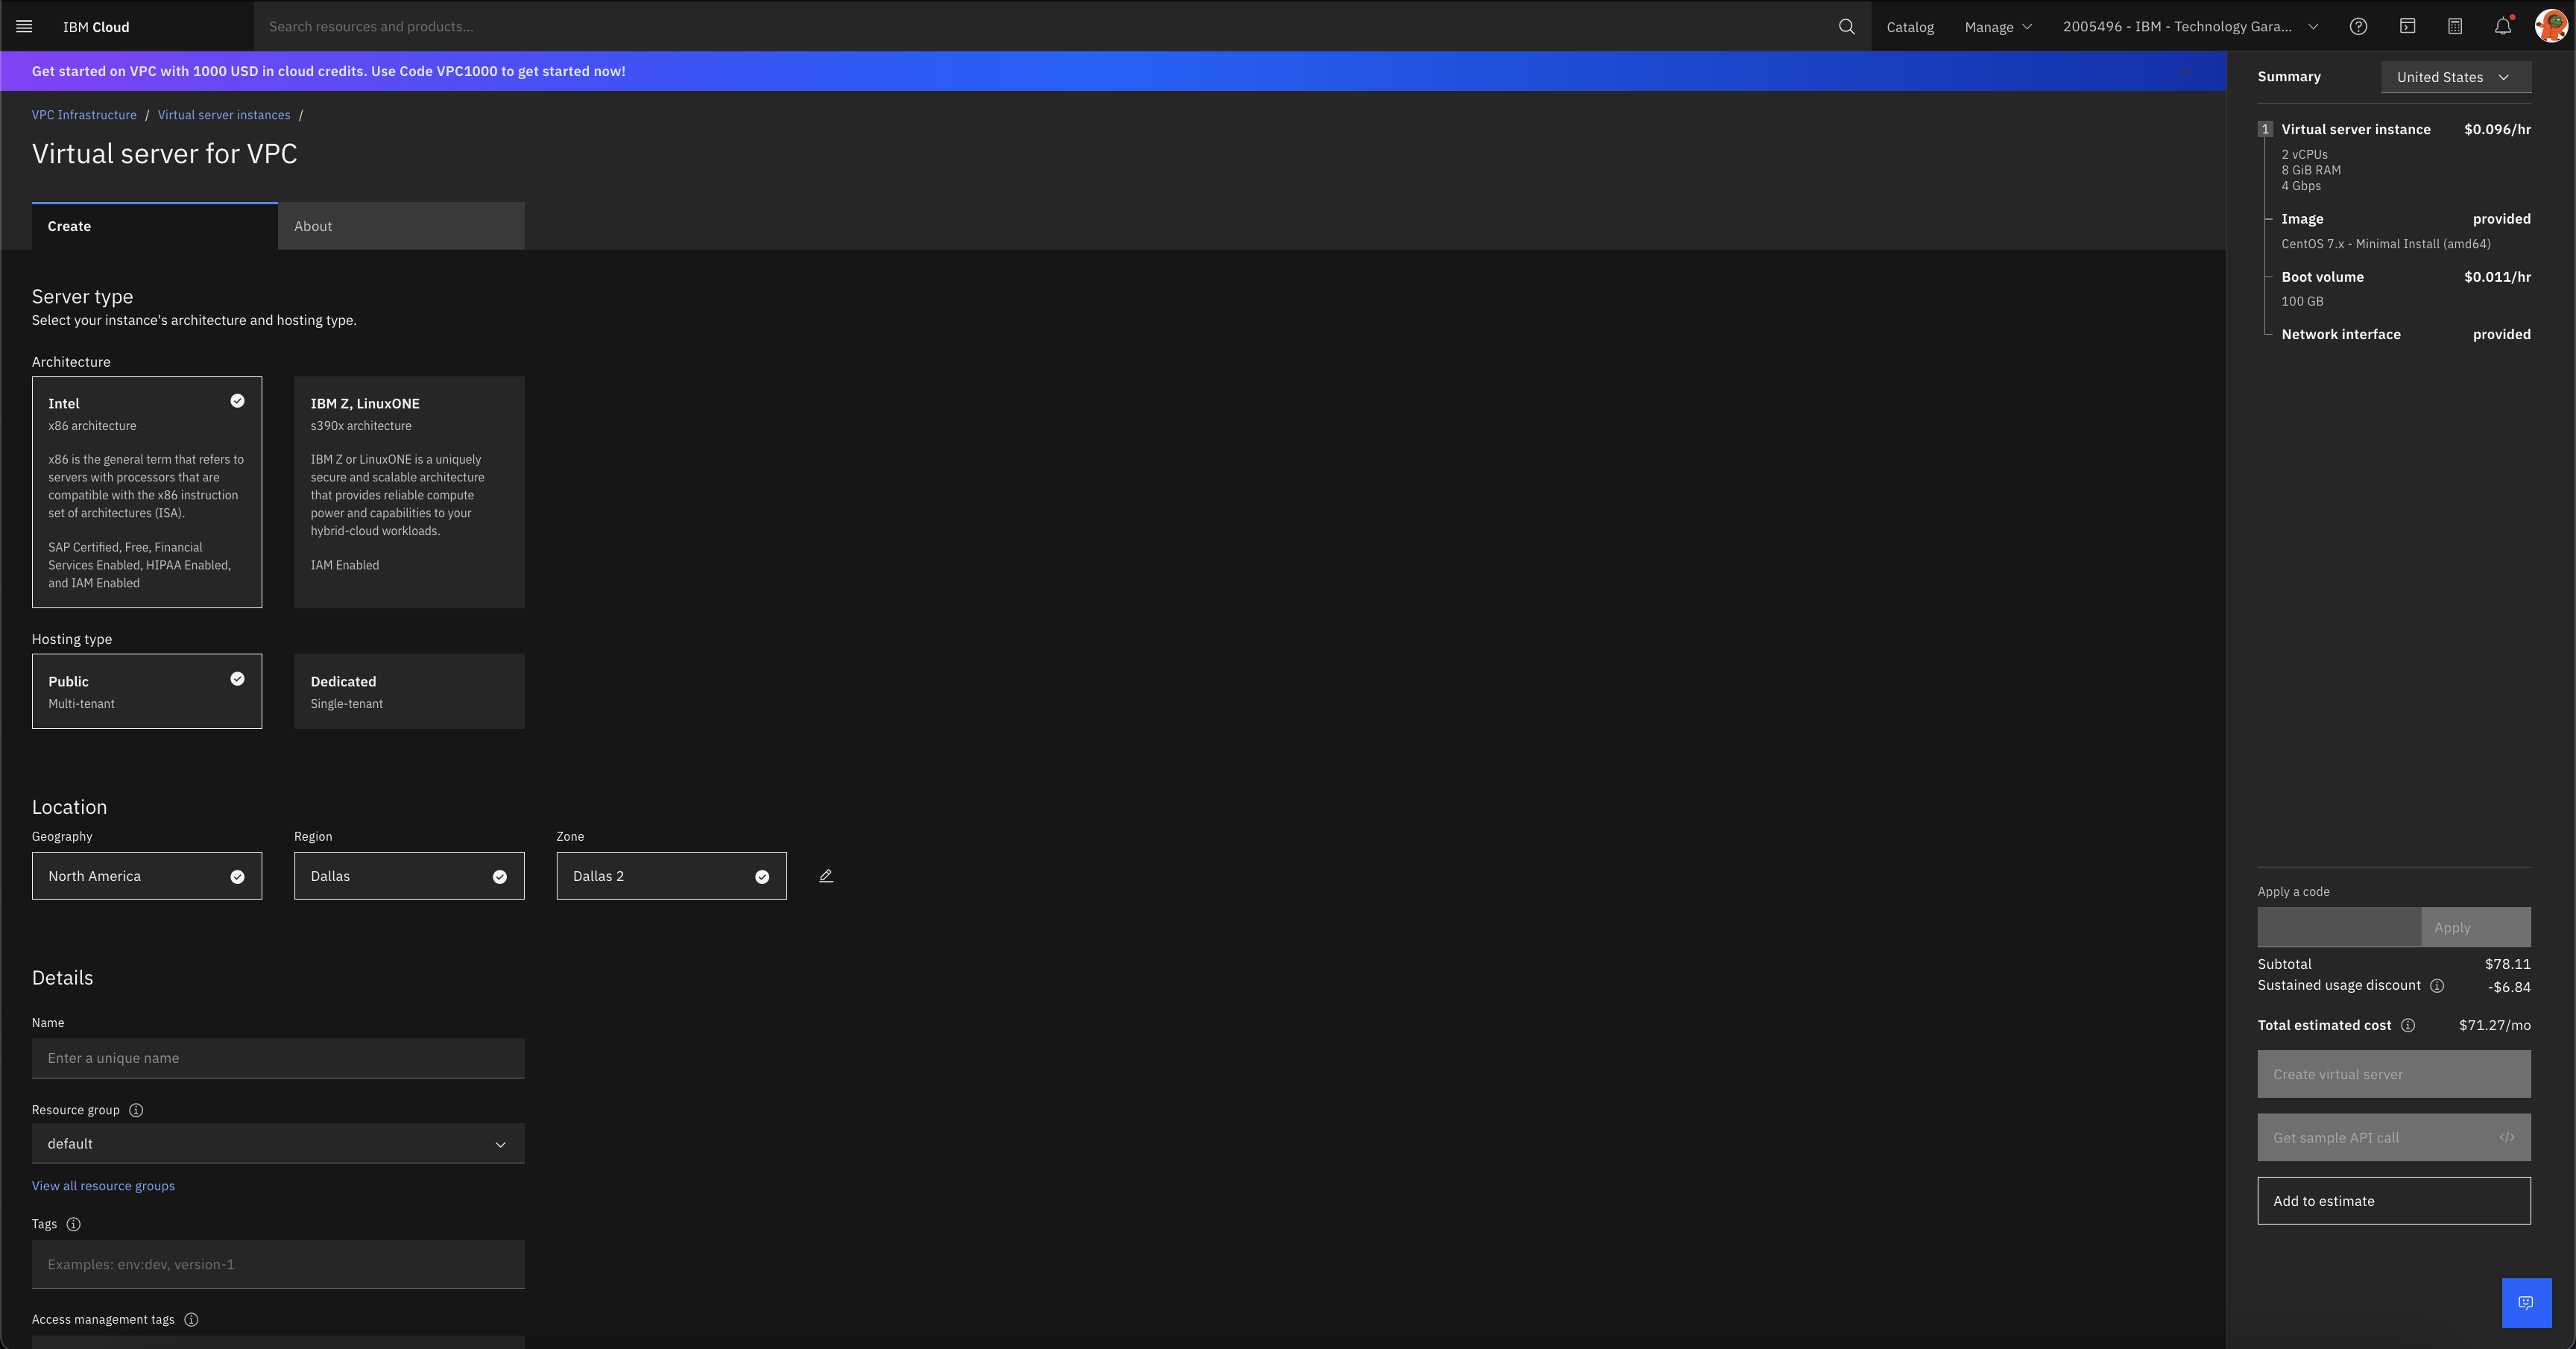 IBM Cloud
Search resources and products...
Catalog
Manage
2005496 - IBM - Technology Gara...
Get started on VPC with 1000 USD in cloud credits. Use Code VPC1000 to get started now!
VPC Infrastructure / Virtual server instances /
Virtual server for VPC
Create
About
Server type
Select your instance's architecture and hosting type.
Architecture
Intel
x86 architecture
x86 is the general term that refers to
servers with processors that are
compatible with the x86 instruction
set of architectures (ISA).
SAP Certified, Free, Financial
Services Enabled, HIPAA Enabled,
and IAM Enabled
IBM Z, LinuxONE
s390x architecture
IBM Z or LinuxONE is a uniquely
secure and scalable architecture
that provides reliable compute
power and capabilities to your
hybrid-cloud workloads.
IAM Enabled
Hosting type
Public
Multi-tenant
Dedicated
Single-tenant
Location
Geography
North America
Region
Dallas
Zone
Dallas 2
Details
Name
Enter a unique name
Resource group
default
View all resource groups
Tags
Examples: env:dev, version-1
Access management tags
Summary
United States
1 Virtual server instance $0.096/hr
2 vCPUs
8 GiB RAM
4 Gbps
Image provided
CentOS 7.x - Minimal Install (amd64)
Boot volume $0.011/hr
100 GB
Network interface provided
Apply a code
Apply
Subtotal $78.11
Sustained usage discount -$6.84
Total estimated cost $71.27/mo
Create virtual server
Get sample API call
Add to estimate